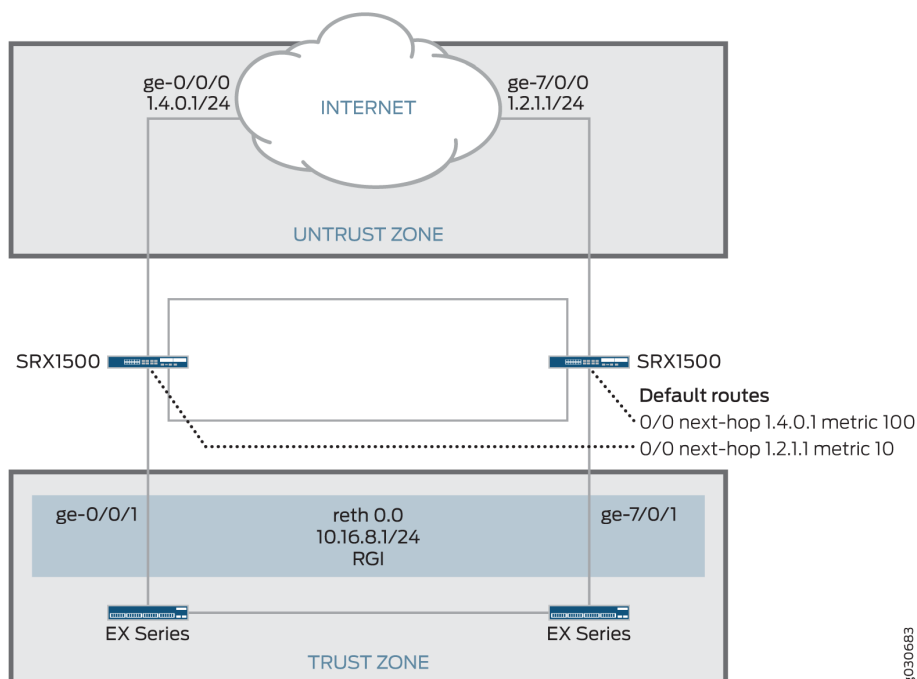 ge-0/0/0
1.4.0.1/24
INTERNET
ge-7/0/0
1.2.1.1/24
UNTRUST ZONE
SRX1500
SRX1500
Default routes
0/0 next-hop 1.4.0.1 metric 100
0/0 next-hop 1.2.1.1 metric 10
ge-0/0/1
reth 0.0
10.16.8.1/24
RGI
ge-7/0/1
EX Series
EX Series
TRUST ZONE